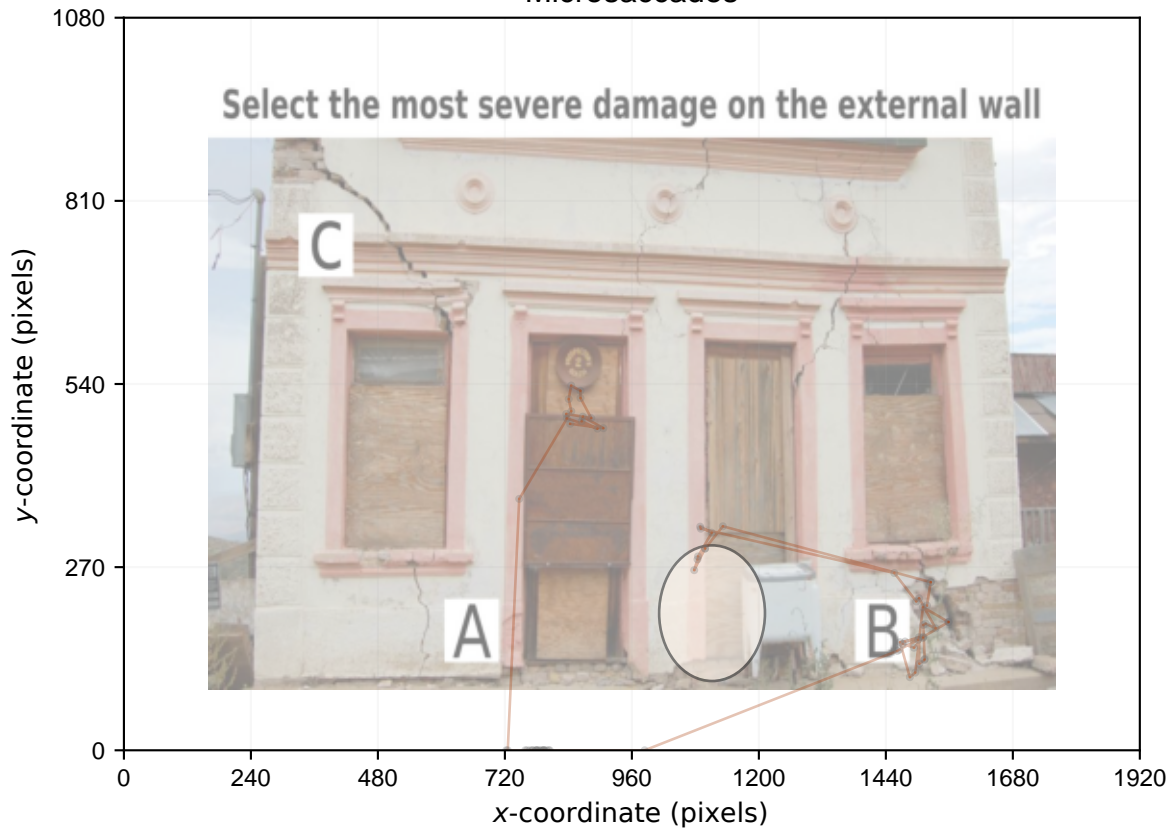 Microsaccades
Select the most severe damage on the external wall
C
A
B
1080
810
540
270
0
0 240 480 720 960 1200 1440 1680 1920
y-coordinate (pixels)
x-coordinate (pixels)